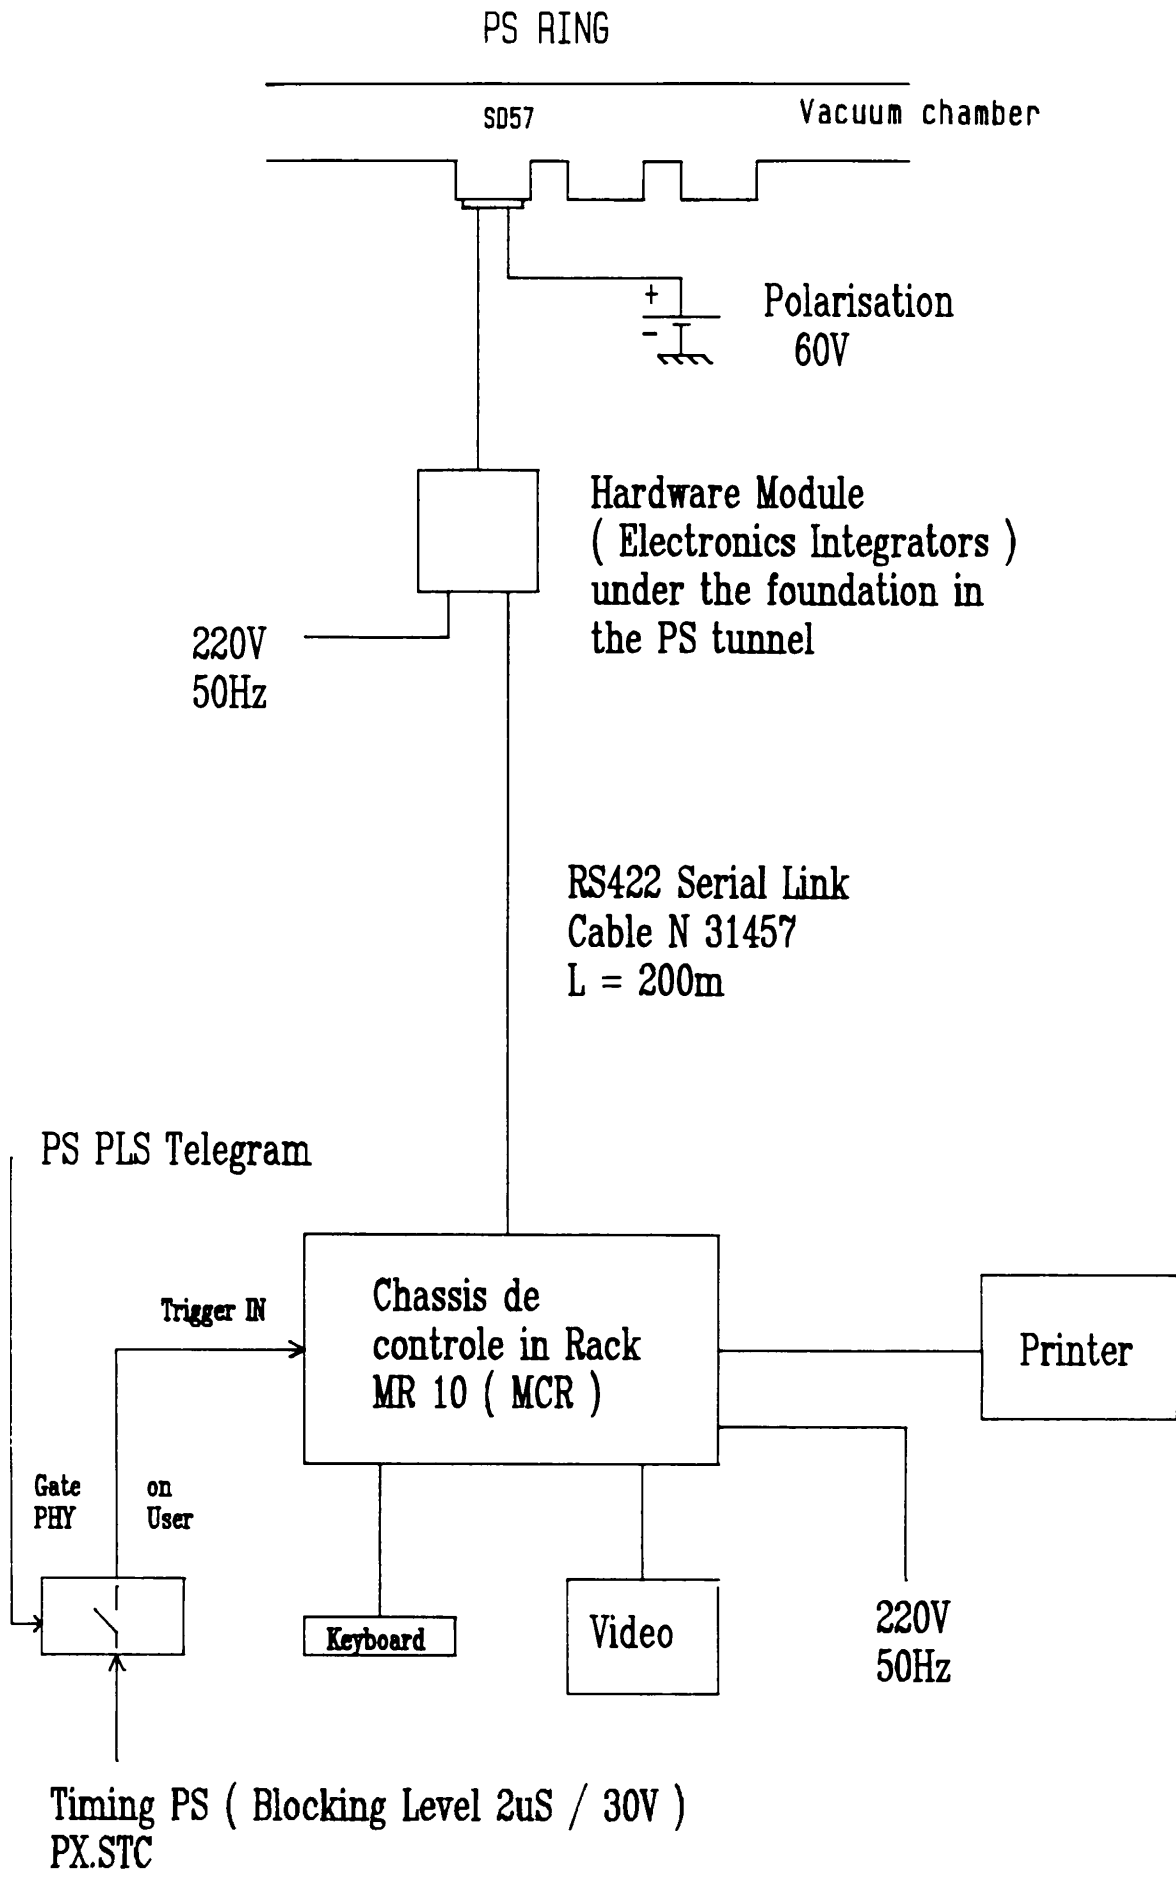 PS RING
SD57
Vacuum chamber
+
-
Polarisation
60V
Hardware Module
( Electronics Integrators )
under the foundation in
the PS tunnel
220V
50Hz
RS422 Serial Link
Cable N 31457
L = 200m
PS PLS Telegram
Trigger IN
Chassis de
controle in Rack
MR 10 ( MCR )
Printer
Gate on
PHY User
Keyboard
Video
220V
50Hz
Timing PS ( Blocking Level 2uS / 30V )
PX.STC